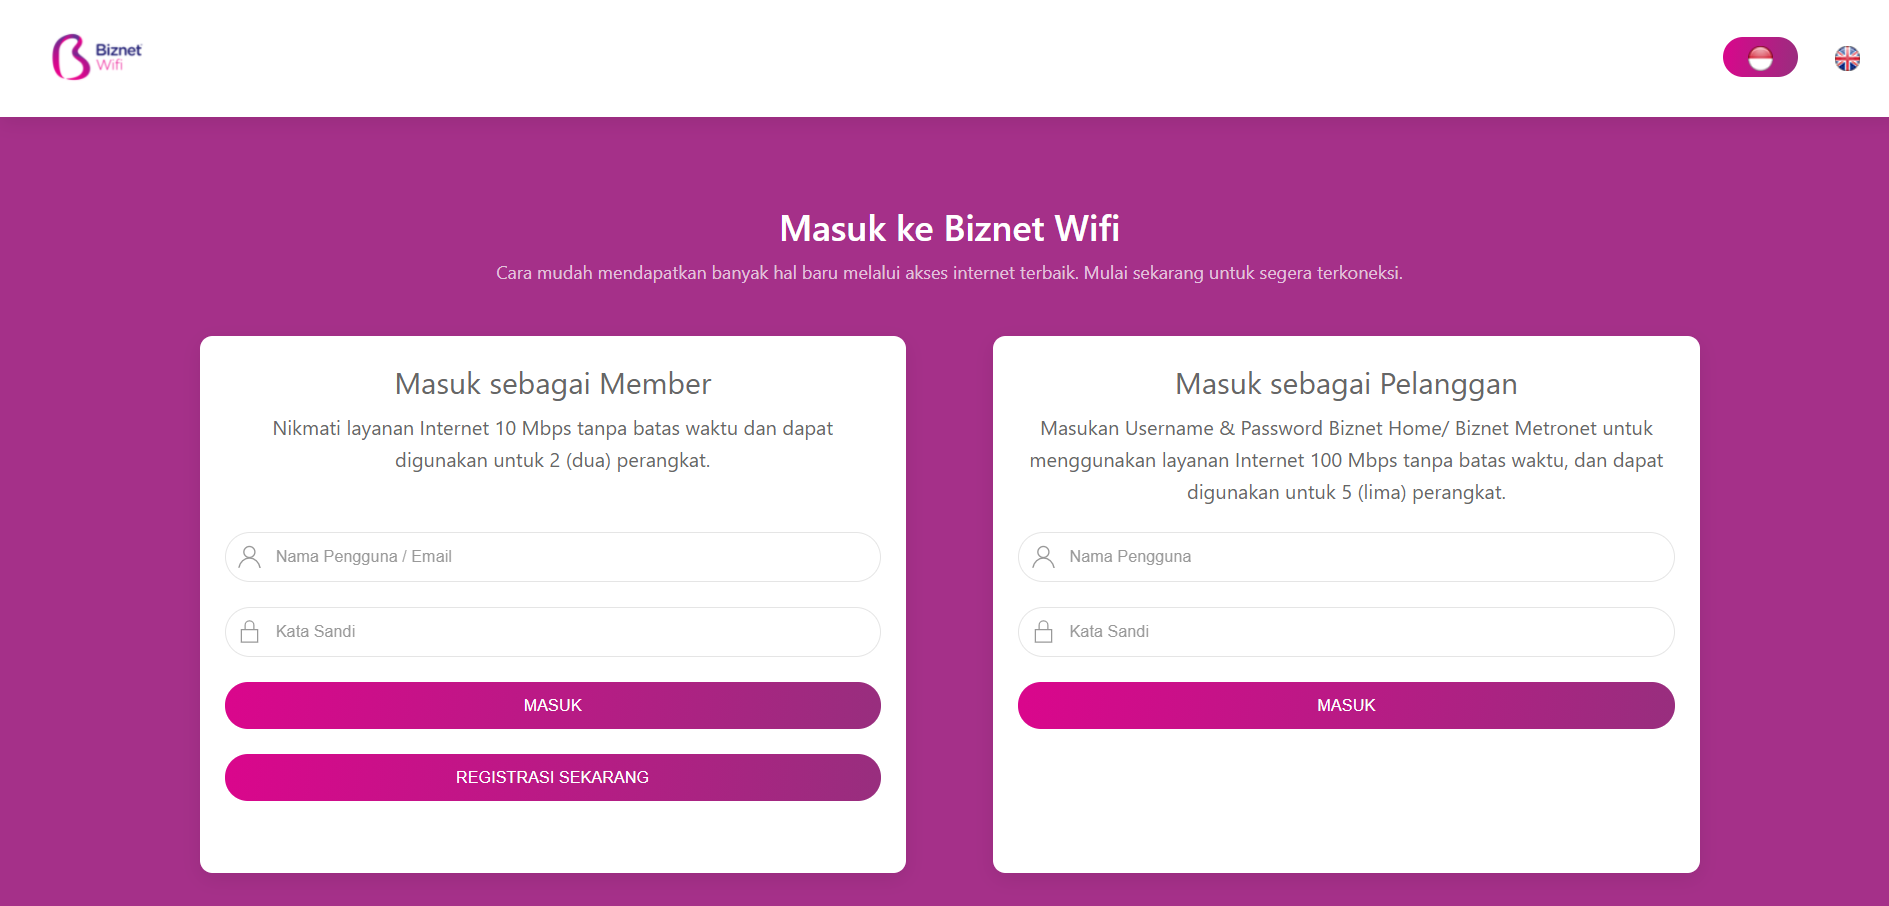 Biznet
Wifi
Masuk ke Biznet Wifi
Cara mudah mendapatkan banyak hal baru melalui akses internet terbaik. Mulai sekarang untuk segera terkoneksi.
Masuk sebagai Member
Nikmati layanan Internet 10 Mbps tanpa batas waktu dan dapat
digunakan untuk 2 (dua) perangkat.
Nama Pengguna / Email
Kata Sandi
MASUK
REGISTRASI SEKARANG
Masuk sebagai Pelanggan
Masukan Username & Password Biznet Home/ Biznet Metronet untuk
menggunakan layanan Internet 100 Mbps tanpa batas waktu, dan dapat
digunakan untuk 5 (lima) perangkat.
Nama Pengguna
Kata Sandi
MASUK